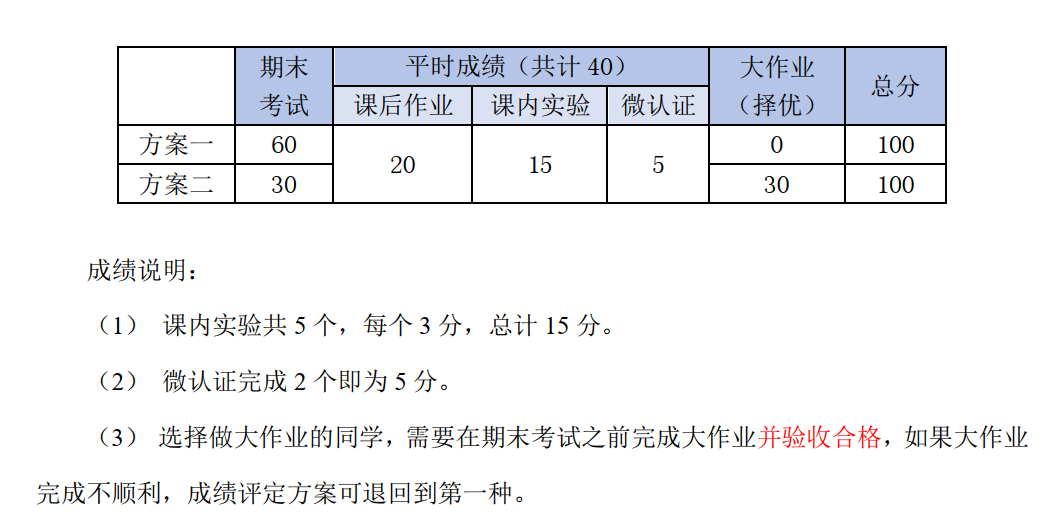 期末考试 平时成绩（共计 40） 大作业（择优） 总分
课后作业 课内实验 微认证
方案一 60 20 15 5 0 100
方案二 30 30 100
成绩说明：
（1） 课内实验共 5 个，每个 3 分，总计 15 分。
（2） 微认证完成 2 个即为 5 分。
（3） 选择做大作业的同学，需要在期末考试之前完成大作业并验收合格，如果大作业
完成不顺利，成绩评定方案可退回到第一种。